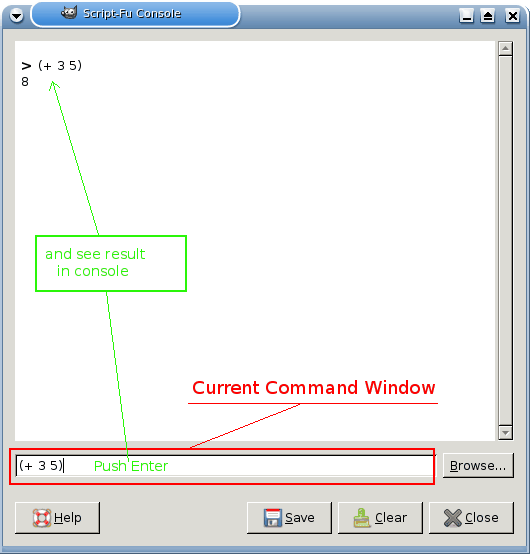 Script-Fu Console
> (+ 3 5)
8
and see result
in console
Current Command Window
(+ 3 5)
Push Enter
Browse...
Help
Save
Clear
Close